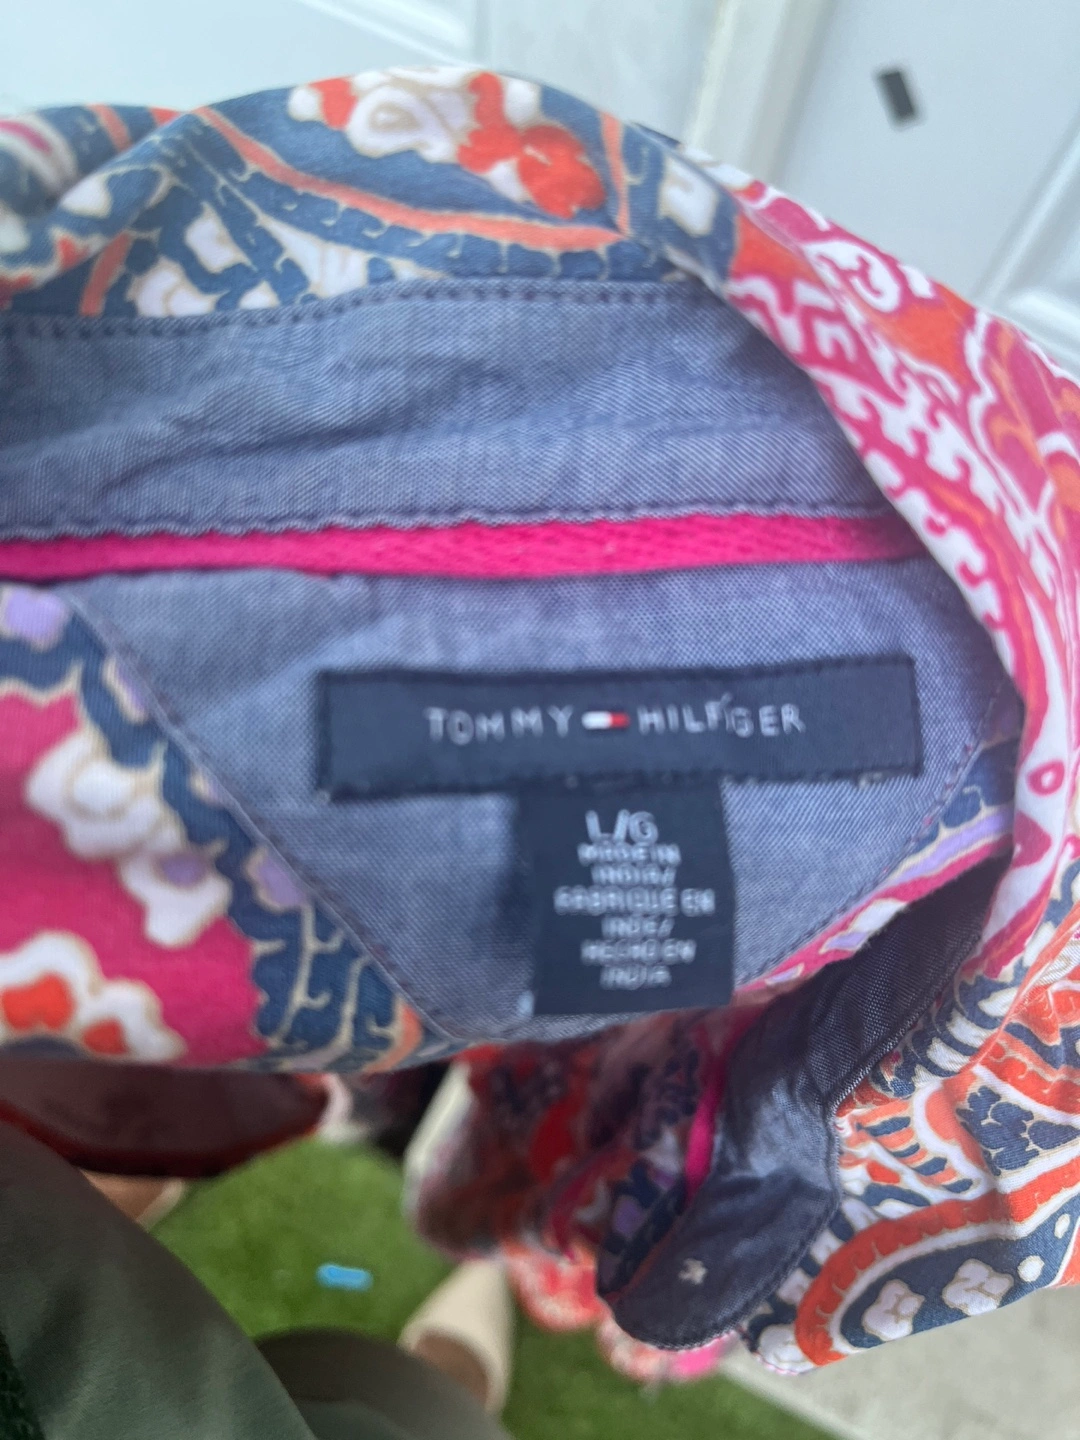 TOMMY HILFIGER
L/G
MADE IN
INDIA/
FABRIQUÉ EN
INDE/
HECHO EN
INDIA